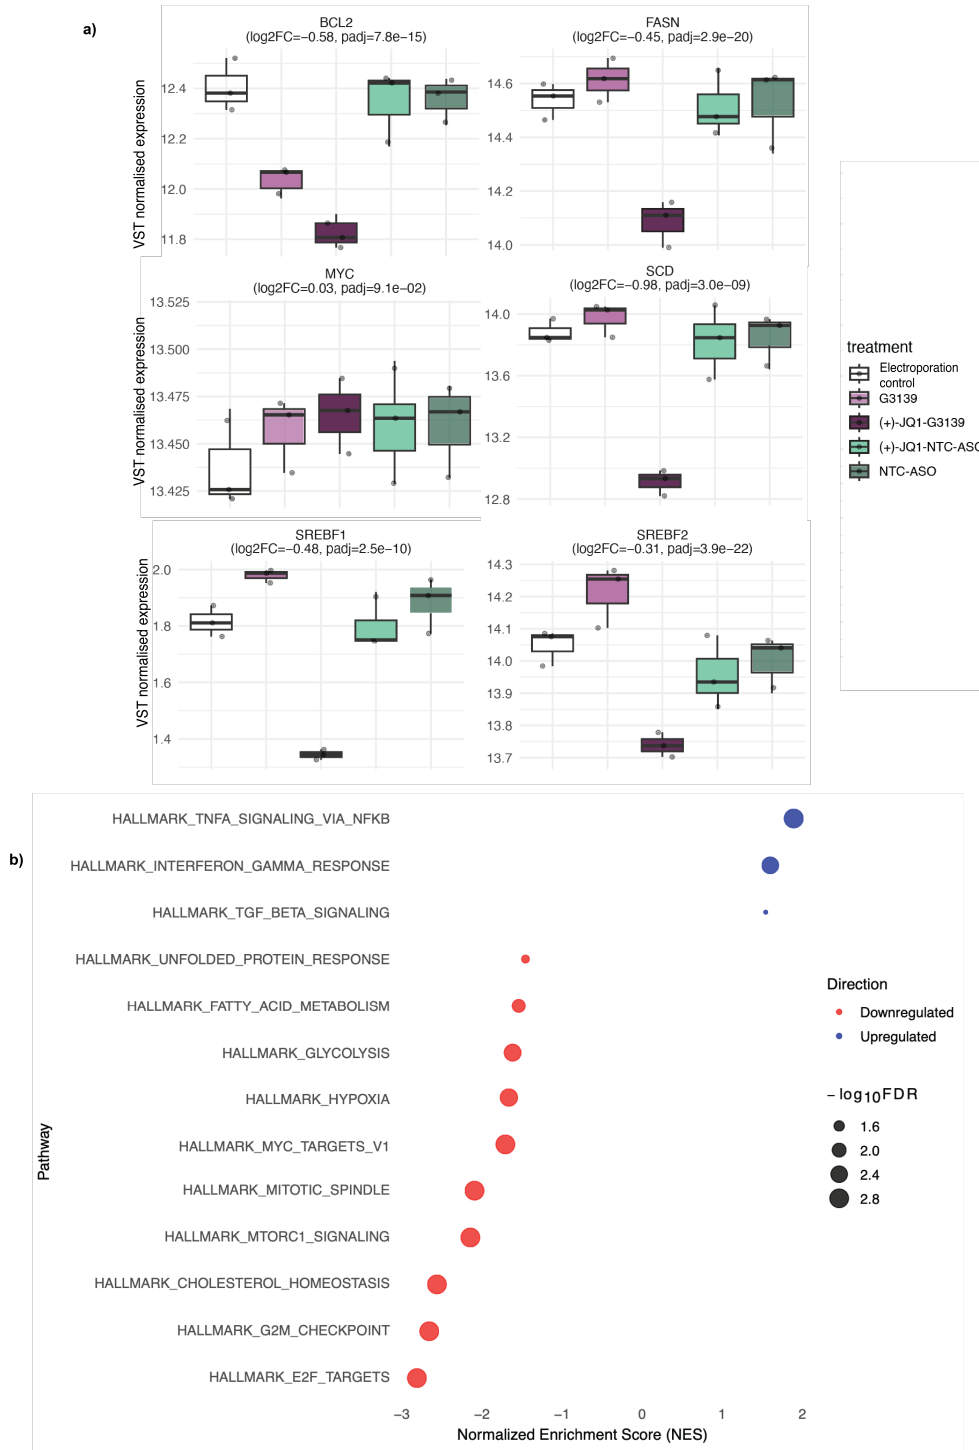 a)
BCL2
(log2FC=−0.58, padj=7.8e−15)
FASN
(log2FC=−0.45, padj=2.9e−20)
VST normalised expression
12.4
12.2
12.0
11.8
14.6
14.4
14.2
14.0
MYC
(log2FC=0.03, padj=9.1e−02)
SCD
(log2FC=−0.98, padj=3.0e−09)
VST normalised expression
13.525
13.500
13.475
13.450
13.425
14.0
13.6
13.2
12.8
SREBF1
(log2FC=−0.48, padj=2.5e−10)
SREBF2
(log2FC=−0.31, padj=3.9e−22)
VST normalised expression
2.0
1.8
1.6
1.4
14.3
14.2
14.1
14.0
13.9
13.8
13.7
treatment
Electroporation
control
G3139
(+)-JQ1-G3139
(+)-JQ1-NTC-ASO
NTC-ASO
b)
Pathway
HALLMARK_TNFA_SIGNALING_VIA_NFKB
HALLMARK_INTERFERON_GAMMA_RESPONSE
HALLMARK_TGF_BETA_SIGNALING
HALLMARK_UNFOLDED_PROTEIN_RESPONSE
HALLMARK_FATTY_ACID_METABOLISM
HALLMARK_GLYCOLYSIS
HALLMARK_HYPOXIA
HALLMARK_MYC_TARGETS_V1
HALLMARK_MITOTIC_SPINDLE
HALLMARK_MTORC1_SIGNALING
HALLMARK_CHOLESTEROL_HOMEOSTASIS
HALLMARK_G2M_CHECKPOINT
HALLMARK_E2F_TARGETS
−3 −2 −1 0 1 2
Normalized Enrichment Score (NES)
Direction
Downregulated
Upregulated
−log10FDR
1.6
2.0
2.4
2.8